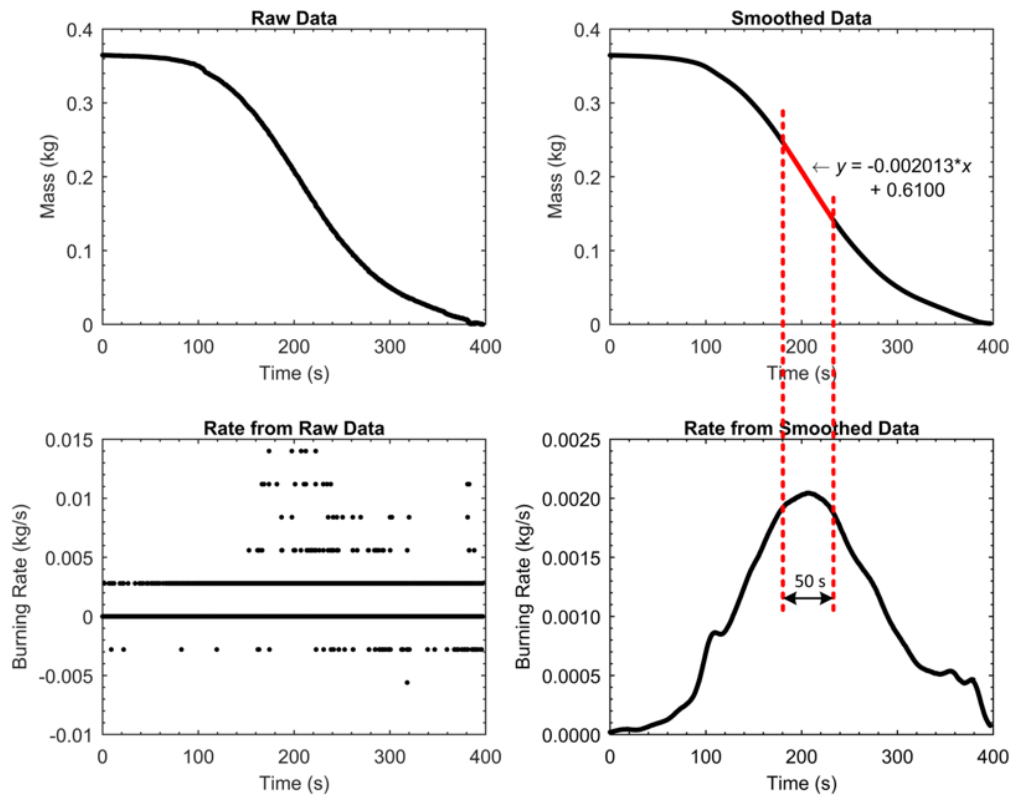 Raw Data
0.4
0.3
0.2
0.1
0
Mass (kg)
0 100 200 300 400
Time (s)
Smoothed Data
0.4
0.3
0.2
0.1
0
Mass (kg)
← y = -0.002013*x
+ 0.6100
0 100 200 300 400
Time (s)
Rate from Raw Data
0.015
0.01
0.005
0
-0.005
-0.01
Burning Rate (kg/s)
0 100 200 300 400
Time (s)
Rate from Smoothed Data
0.0025
0.0020
0.0015
0.0010
0.0005
0.0000
Burning Rate (kg/s)
50 s
0 100 200 300 400
Time (s)